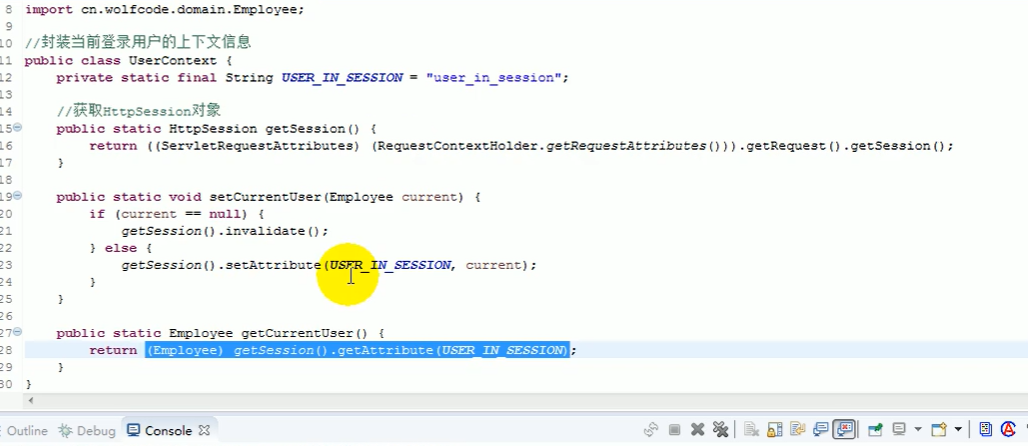 8 import cn.wolfcode.domain.Employee;
9
10 //封装当前登录用户的上下文信息
11 public class UserContext {
12 private static final String USER_IN_SESSION = "user_in_session";
13
14 //获取HttpSession对象
15 public static HttpSession getSession() {
16 return ((ServletRequestAttributes) (RequestContextHolder.getRequestAttributes())).getRequest().getSession();
17 }
18
19 public static void setCurrentUser(Employee current) {
20 if (current == null) {
21 getSession().invalidate();
22 } else {
23 getSession().setAttribute(USER_IN_SESSION, current);
24 }
25 }
26
27 public static Employee getCurrentUser() {
28 return (Employee) getSession().getAttribute(USER_IN_SESSION);
29 }
30 }
Outline Debug Console